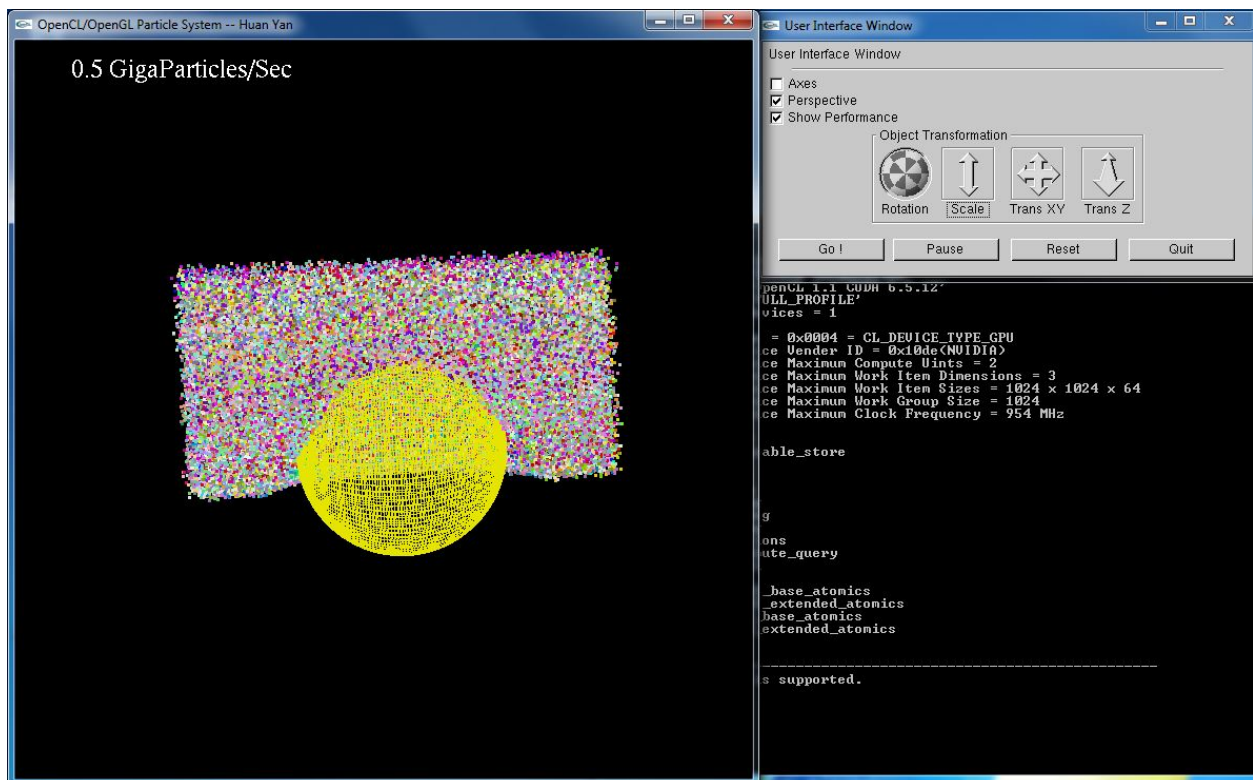 OpenCL/OpenGL Particle System -- Huan Yan
0.5 GigaParticles/Sec
User Interface Window
User Interface Window
Axes
Perspective
Show Performance
Object Transformation
Rotation Scale Trans XY Trans Z
Go ! Pause Reset Quit
penCL 1.1 CUDA 6.5.12'
ULL_PROFILE'
vices = 1
= 0x0004 = CL_DEVICE_TYPE_GPU
ce Vender ID = 0x10de(NVIDIA)
ce Maximum Compute Uints = 2
ce Maximum Work Item Dimensions = 3
ce Maximum Work Item Sizes = 1024 x 1024 x 64
ce Maximum Work Group Size = 1024
ce Maximum Clock Frequency = 954 MHz
able_store
g
ons
ute_query
_base_atomics
_extended_atomics
base_atomics
extended_atomics
s supported.